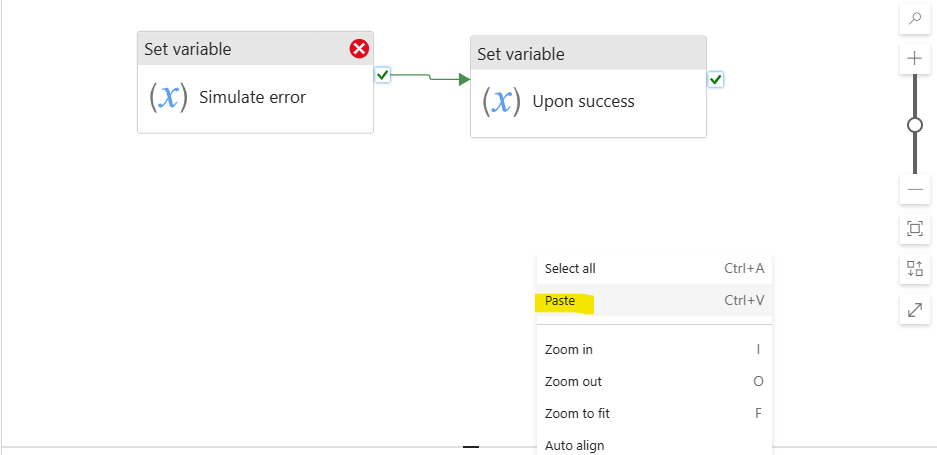 Set variable
(x) Simulate error
Set variable
(x) Upon success
Select all Ctrl+A
Paste Ctrl+V
Zoom in I
Zoom out O
Zoom to fit F
Auto align